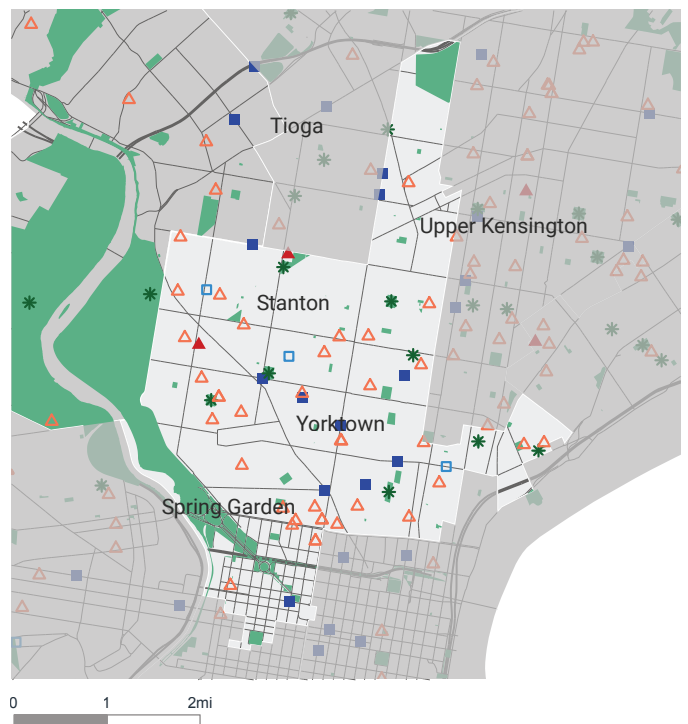 Tioga
Upper Kensington
Stanton
Yorktown
Spring Garden
0 1 2mi